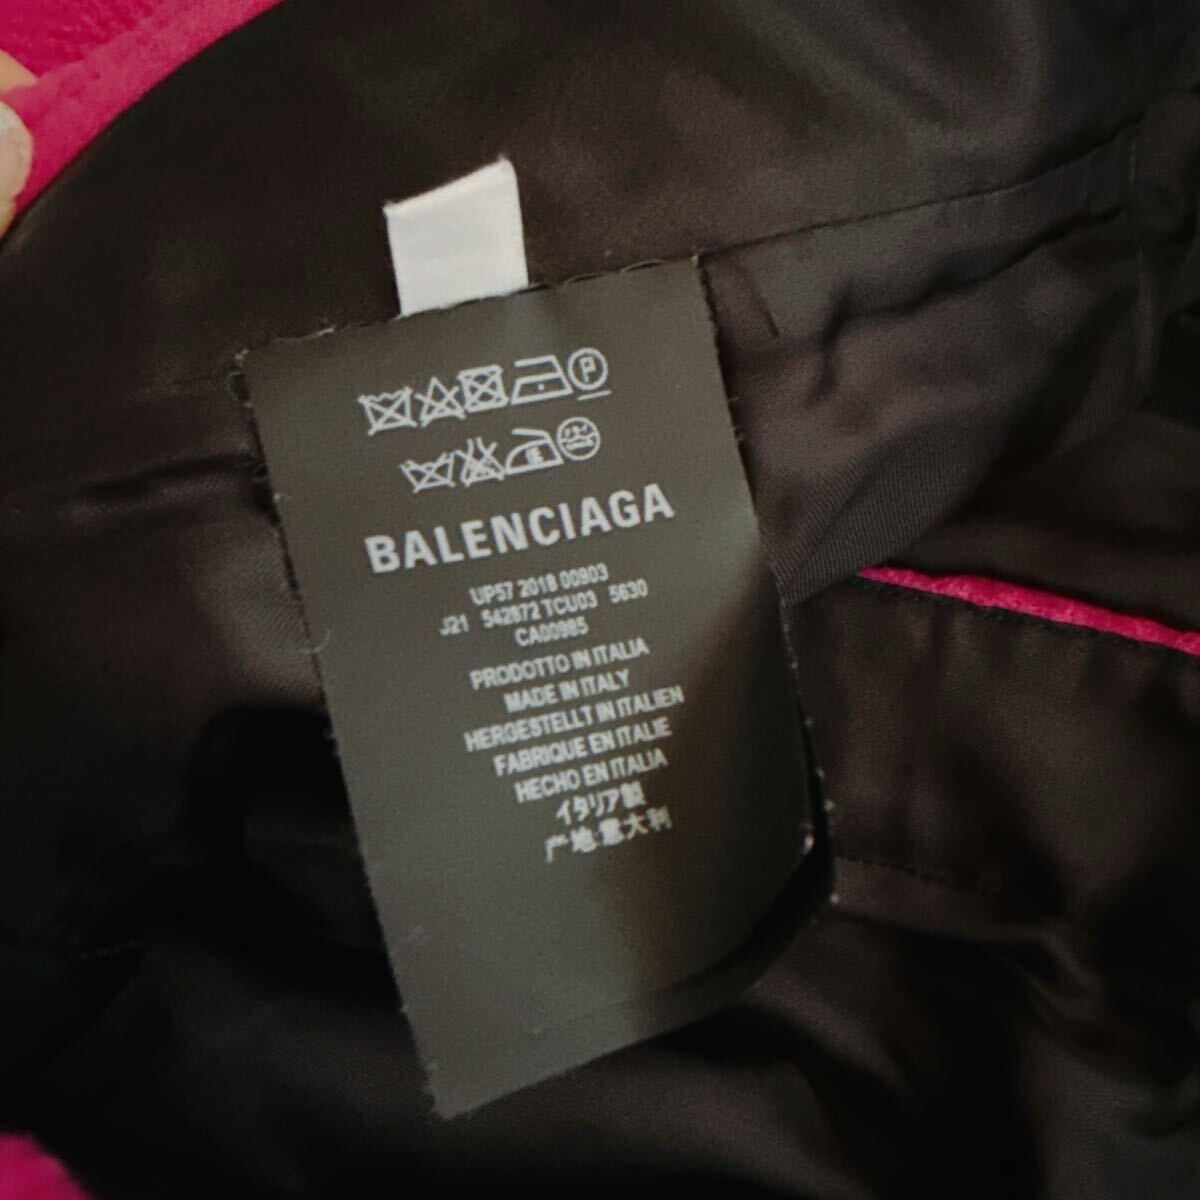 P
BALENCIAGA
UP57 2018 00903
J21 542872 TCU03 5630
CA00985
PRODOTTO IN ITALIA
MADE IN ITALY
HERGESTELLT IN ITALIEN
FABRIQUE EN ITALIE
HECHO EN ITALIA
イタリア製
产地:意大利